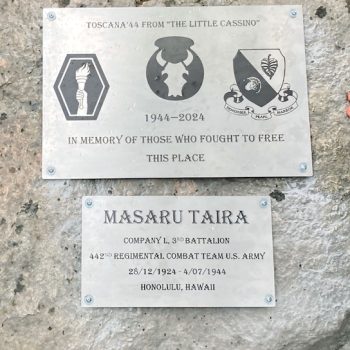 TOSCANA'44 FROM "THE LITTLE CASSINO"
1944–2024
IN MEMORY OF THOSE WHO FOUGHT TO FREE
THIS PLACE
MASARU TAIRA
COMPANY L, 3RD BATTALION
442ND REGIMENTAL COMBAT TEAM U.S. ARMY
28/12/1924 - 4/07/1944
HONOLULU, HAWAII